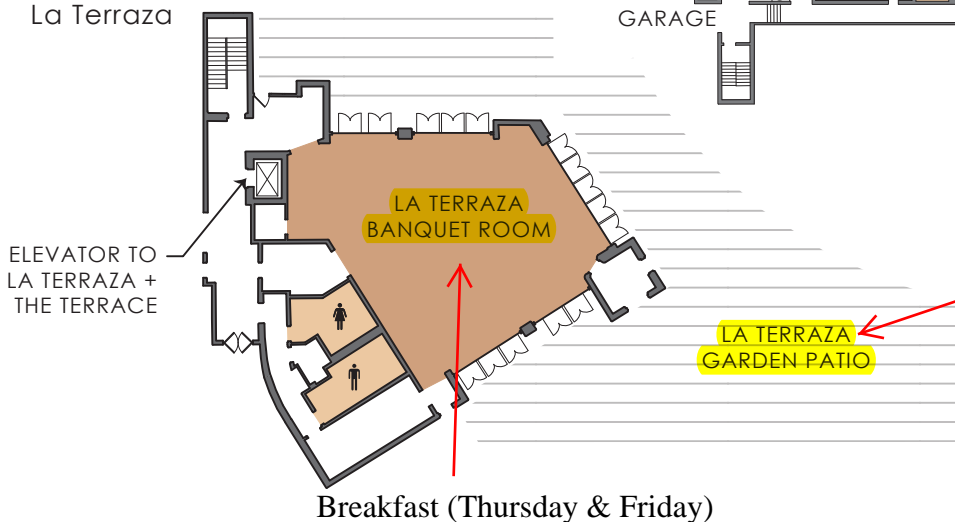 La Terraza
GARAGE
LA TERRAZA
BANQUET ROOM
ELEVATOR TO
LA TERRAZA +
THE TERRACE
LA TERRAZA
GARDEN PATIO
Breakfast (Thursday & Friday)